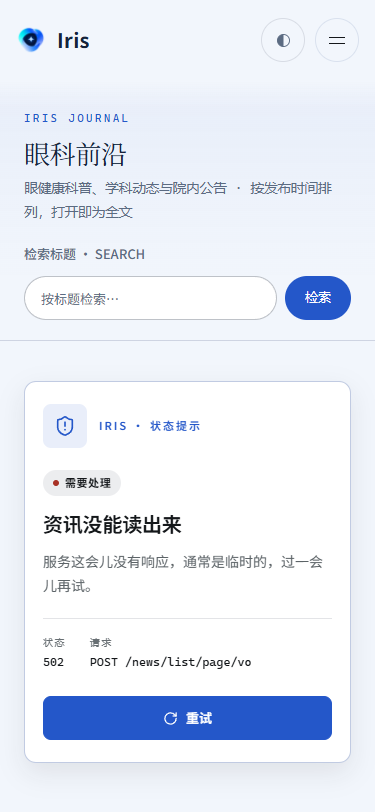 Iris
IRIS JOURNAL
眼科前沿
眼健康科普、学科动态与院内公告 · 按发布时间排
列，打开即为全文
检索标题 · SEARCH
按标题检索…
检索
IRIS · 状态提示
需要处理
资讯没能读出来
服务这会儿没有响应，通常是临时的，过一会
儿再试。
状态 请求
502 POST /news/list/page/vo
重试